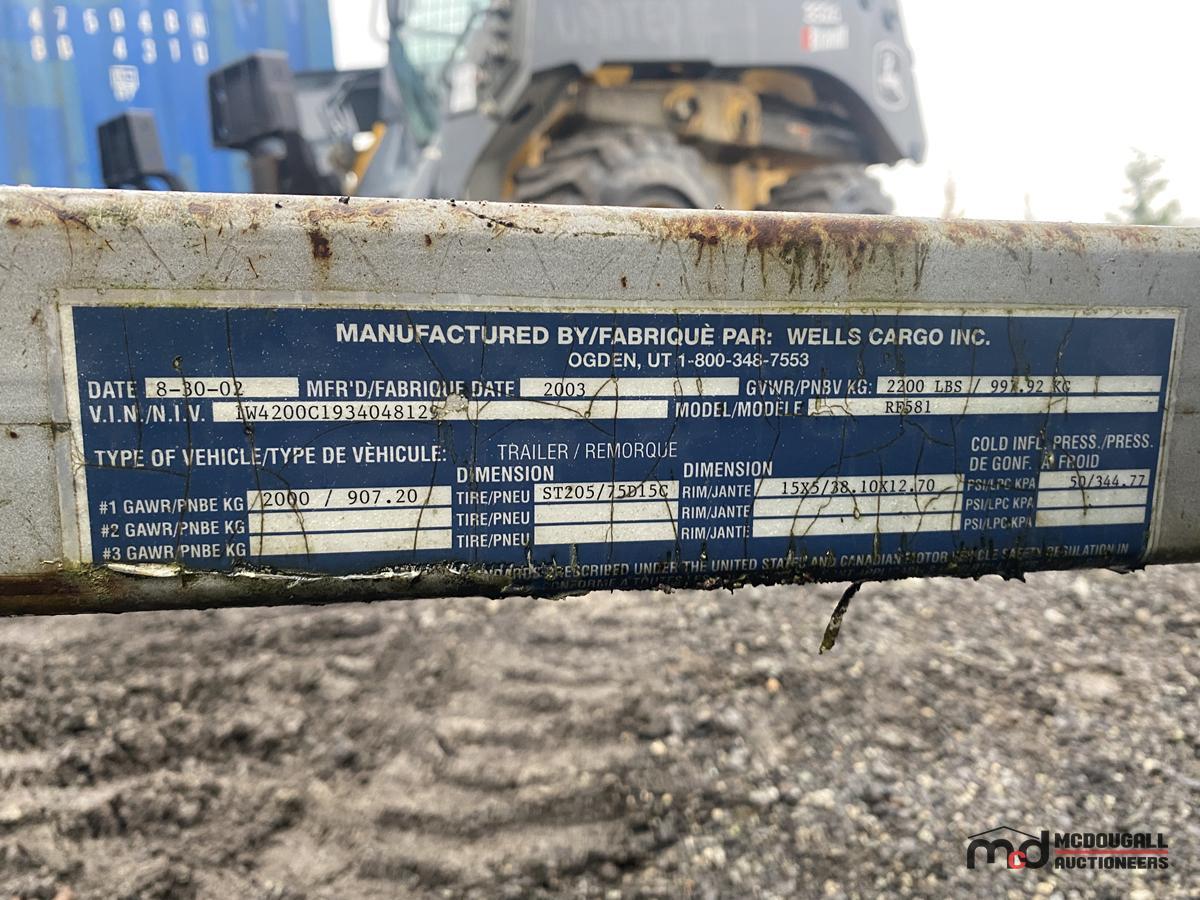 MANUFACTURED BY/FABRIQUÈ PAR: WELLS CARGO INC.
OGDEN, UT 1-800-348-7553
DATE 8-30-02 MFR'D/FABRIQUE DATE 2003 GVWR/PNBV KG: 2200 LBS / 997.92 KG
V.I.N./N.I.V. 1W4200C1934048129 MODEL/MODELE RF581
TYPE OF VEHICLE/TYPE DE VÈHICULE: TRAILER / REMORQUE
COLD INFL. PRESS./PRESS.
DE GONF. A FROID
DIMENSION DIMENSION
#1 GAWR/PNBE KG 2000 / 907.20 TIRE/PNEU ST205/75D15C RIM/JANTE 15X5/38.10X12.70 PSI/LPC KPA 50/344.77
#2 GAWR/PNBE KG TIRE/PNEU RIM/JANTE PSI/LPC KPA
#3 GAWR/PNBE KG TIRE/PNEU RIM/JANTE PSI/LPC KPA
PRESCRIBED UNDER THE UNITED STATES AND CANADIAN MOTOR VEHICLE SAFETY REGULATION IN
mcd MCDOUGALL
AUCTIONEERS